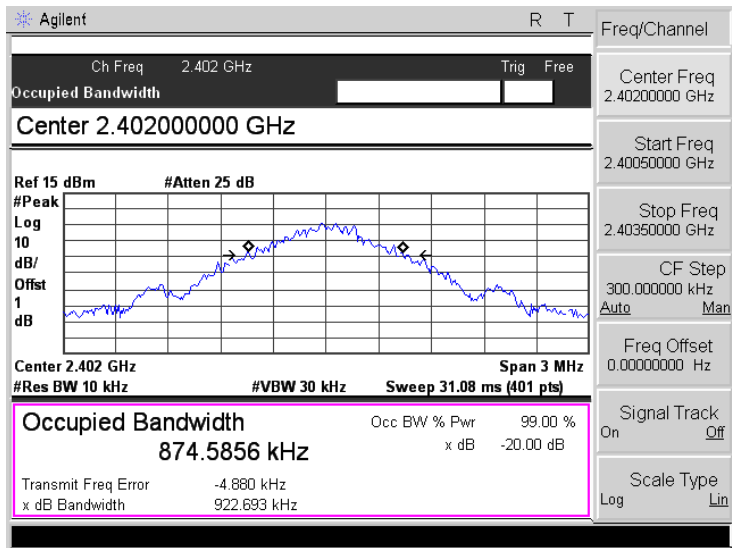 Agilent R T
Ch Freq 2.402 GHz Trig Free
Occupied Bandwidth
Center 2.402000000 GHz
Ref 15 dBm #Atten 25 dB
#Peak
Log
10
dB/
Offst
1
dB
Center 2.402 GHz Span 3 MHz
#Res BW 10 kHz #VBW 30 kHz Sweep 31.08 ms (401 pts)
Occupied Bandwidth
874.5856 kHz
Occ BW % Pwr 99.00 %
x dB -20.00 dB
Transmit Freq Error -4.880 kHz
x dB Bandwidth 922.693 kHz
Freq/Channel
Center Freq
2.40200000 GHz
Start Freq
2.40050000 GHz
Stop Freq
2.40350000 GHz
CF Step
300.000000 kHz
Auto Man
Freq Offset
0.00000000 Hz
Signal Track
On Off
Scale Type
Log Lin